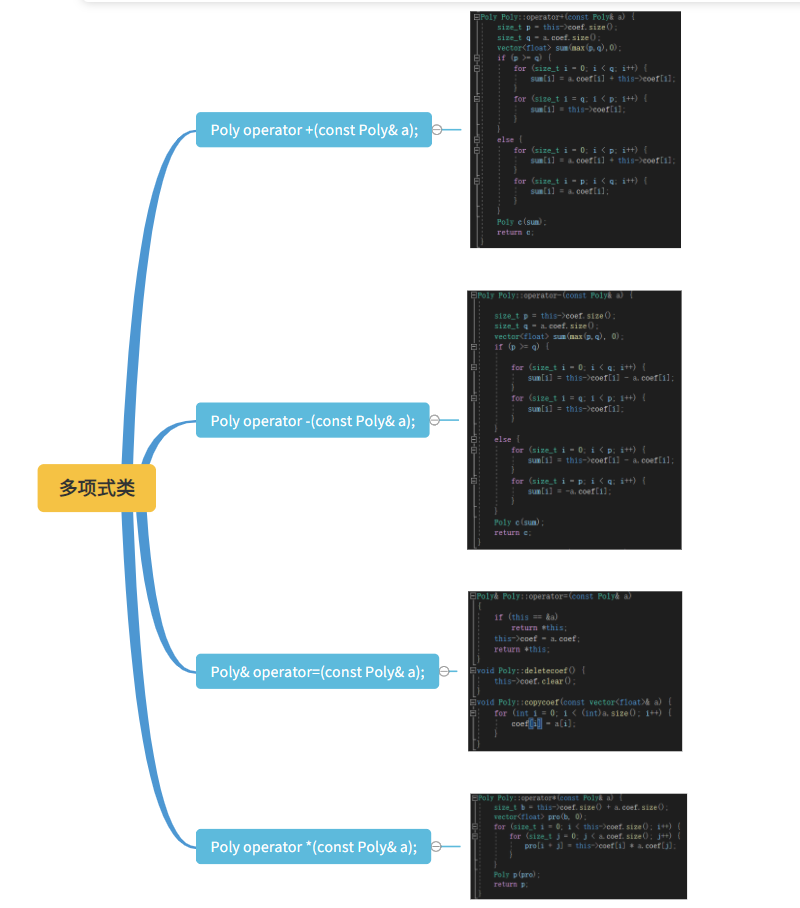 Poly Poly::operator+(const Poly& a) {
size_t p = this->coef.size();
size_t q = a.coef.size();
vector<float> sum(max(p,q),0);
if (p >= q) {
for (size_t i = 0; i < q; i++) {
sum[i] = a.coef[i] + this->coef[i];
}
for (size_t i = q; i < p; i++) {
sum[i] = this->coef[i];
}
}
else {
for (size_t i = 0; i < p; i++) {
sum[i] = a.coef[i] + this->coef[i];
}
for (size_t i = p; i < q; i++) {
sum[i] = a.coef[i];
}
}
Poly c(sum);
return c;
}
Poly operator +(const Poly& a);
Poly Poly::operator-(const Poly& a) {
size_t p = this->coef.size();
size_t q = a.coef.size();
vector<float> sum(max(p,q), 0);
if (p >= q) {
for (size_t i = 0; i < q; i++) {
sum[i] = this->coef[i] - a.coef[i];
}
for (size_t i = q; i < p; i++) {
sum[i] = this->coef[i];
}
}
else {
for (size_t i = 0; i < p; i++) {
sum[i] = this->coef[i] - a.coef[i];
}
for (size_t i = p; i < q; i++) {
sum[i] = -a.coef[i];
}
}
Poly c(sum);
return c;
}
Poly operator -(const Poly& a);
多项式类
Poly& Poly::operator=(const Poly& a)
{
if (this == &a)
return *this;
this->coef = a.coef;
return *this;
}
void Poly::deletecoef() {
this->coef.clear();
}
void Poly::copycoef(const vector<float>& a) {
for (int i = 0; i < (int)a.size(); i++) {
coef[i] = a[i];
}
}
Poly& operator=(const Poly& a);
Poly Poly::operator*(const Poly& a) {
size_t b = this->coef.size() + a.coef.size();
vector<float> pro(b, 0);
for (size_t i = 0; i < this->coef.size(); i++) {
for (size_t j = 0; j < a.coef.size(); j++) {
pro[i + j] = this->coef[i] * a.coef[j];
}
}
Poly p(pro);
return p;
}
Poly operator *(const Poly& a);